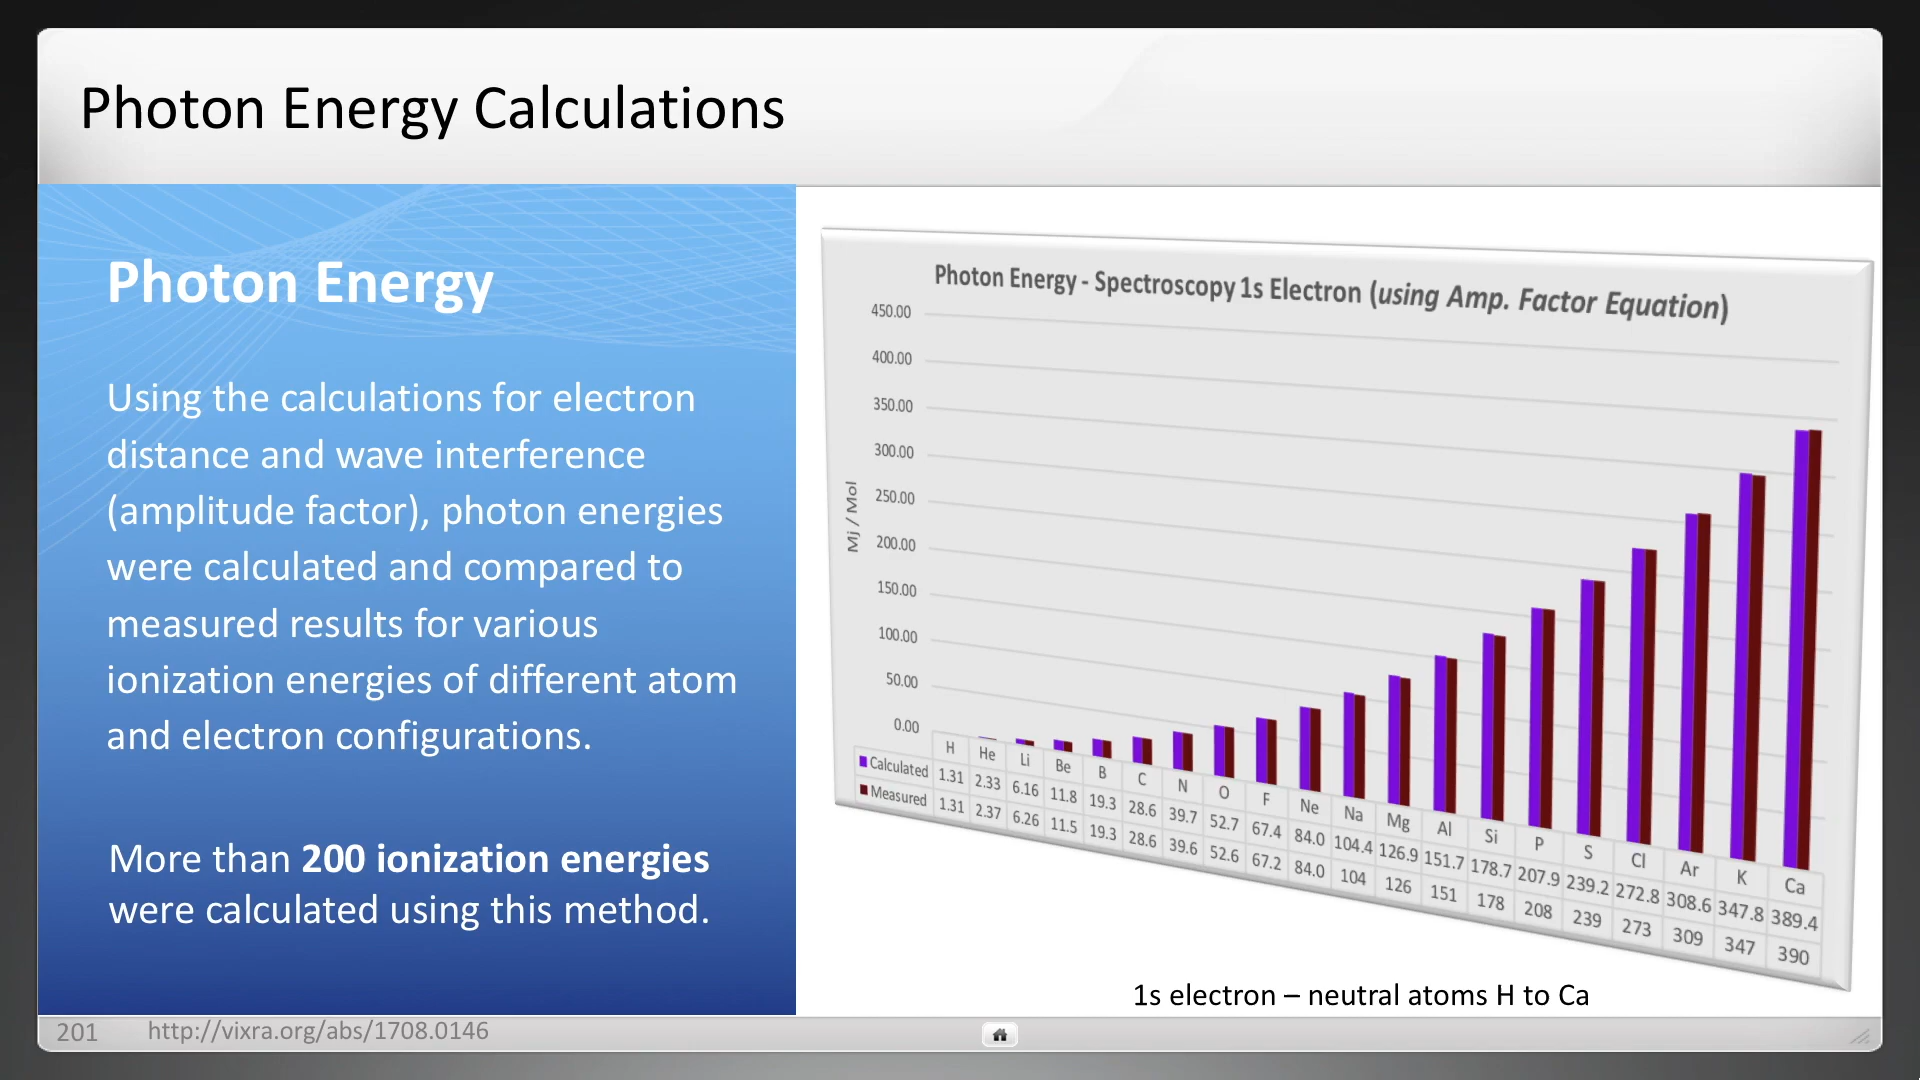 Photon Energy Calculations
Photon Energy
Using the calculations for electron
distance and wave interference
(amplitude factor), photon energies
were calculated and compared to
measured results for various
ionization energies of different atom
and electron configurations.
More than 200 ionization energies
were calculated using this method.
Photon Energy - Spectroscopy 1s Electron (using Amp. Factor Equation)
Mj / Mol
450.00
400.00
350.00
300.00
250.00
200.00
150.00
100.00
50.00
0.00
H He Li Be B C N O F Ne Na Mg Al Si P S Cl Ar K Ca
Calculated 1.31 2.33 6.16 11.8 19.3 28.6 39.7 52.7 67.4 84.0 104.4 126.9 151.7 178.7 207.9 239.2 272.8 308.6 347.8 389.4
Measured 1.31 2.37 6.26 11.5 19.3 28.6 39.6 52.6 67.2 84.0 104 126 151 178 208 239 273 309 347 390
1s electron – neutral atoms H to Ca
201 http://vixra.org/abs/1708.0146